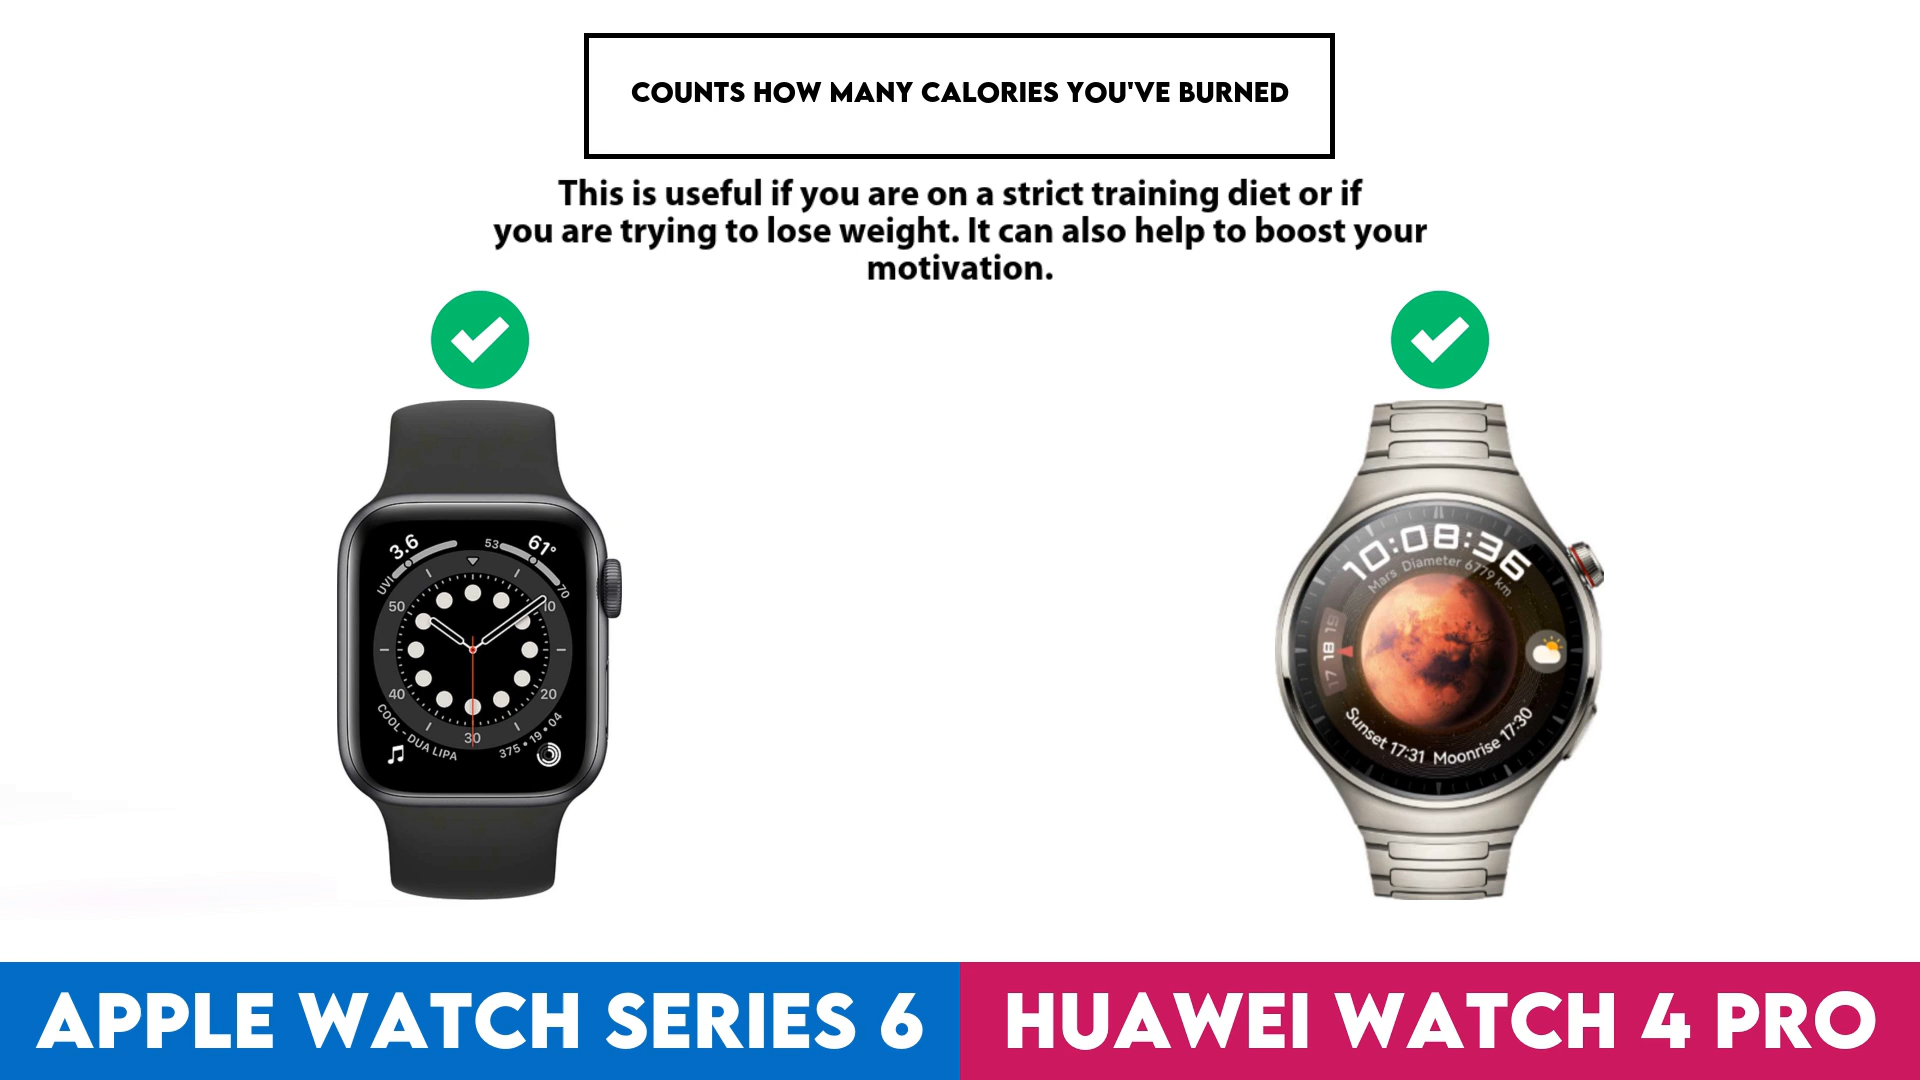 COUNTS HOW MANY CALORIES YOU'VE BURNED
This is useful if you are on a strict training diet or if
you are trying to lose weight. It can also help to boost your
motivation.
3.6
UVI
53
61°
70
50
10
40
20
30
COOL - DUA LIPA
375 • 19 • 04
10:08:36
Mars Diameter 6779 km
17 18 19
Sunset 17:31 Moonrise 17:30
APPLE WATCH SERIES 6
HUAWEI WATCH 4 PRO